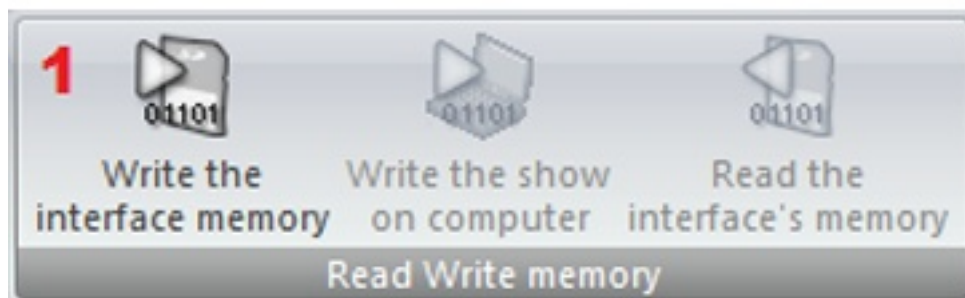 1
01101
Write the
interface memory
01101
Write the show
on computer
01101
Read the
interface's memory
Read Write memory